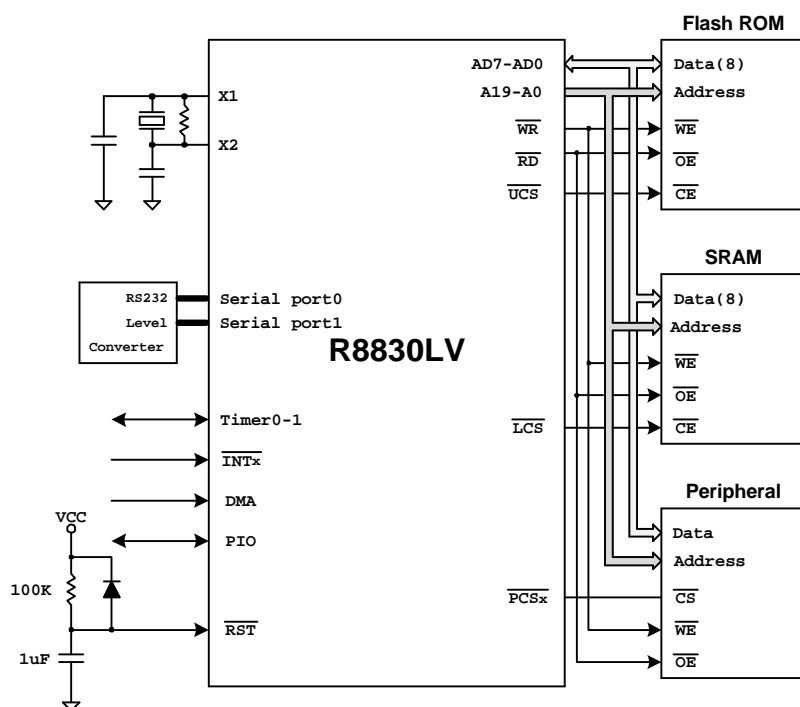 Flash ROM
AD7-AD0
Data(8)
A19-A0
Address
X1
WR
WE
X2
RD
OE
UCS
CE
SRAM
RS232
Serial port0
Data(8)
Level
Serial port1
Address
Converter
R8830LV
WE
OE
Timer0-1
LCS
CE
INTx
DMA
Peripheral
VCC
PIO
Data
Address
100K
PCSx
CS
RST
WE
1uF
OE